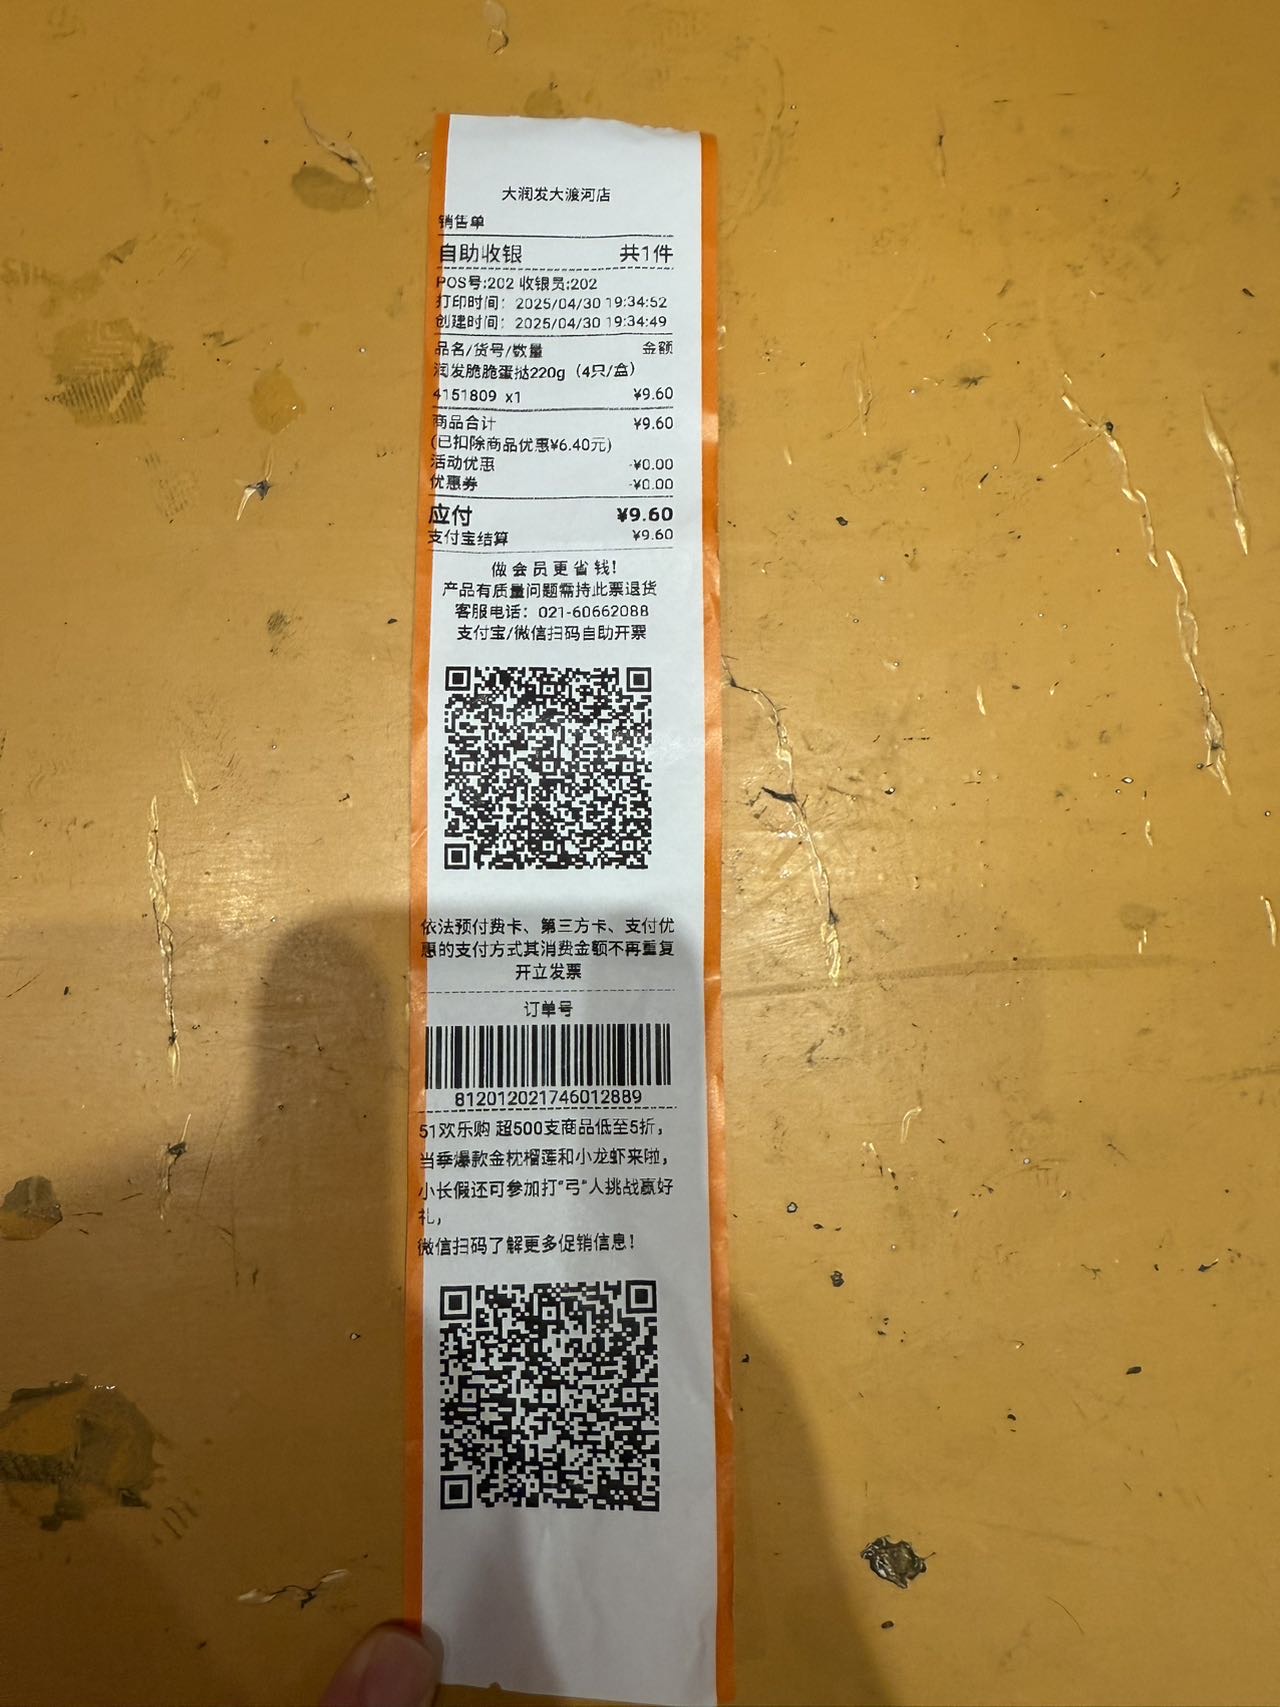 大润发大渡河店
销售单
自助收银 共1件
POS号:202 收银员:202
打印时间: 2025/04/30 19:34:52
创建时间: 2025/04/30 19:34:49
品名/货号/数量 金额
润发脆脆蛋挞220g（4只/盒）
4151809 x1 ¥9.60
商品合计 ¥9.60
(已扣除商品优惠¥6.40元)
活动优惠 -¥0.00
优惠券 -¥0.00
应付 ¥9.60
支付宝结算 ¥9.60
做会员更省钱!
产品有质量问题需持此票退货
客服电话: 021-60662088
支付宝/微信扫码自助开票
依法预付费卡、第三方卡、支付优
惠的支付方式其消费金额不再重复
开立发票
订单号
812012021746012889
51欢乐购 超500支商品低至5折，
当季爆款金枕榴莲和小龙虾来啦，
小长假还可参加打“弓”人挑战赢好
礼，
微信扫码了解更多促销信息!